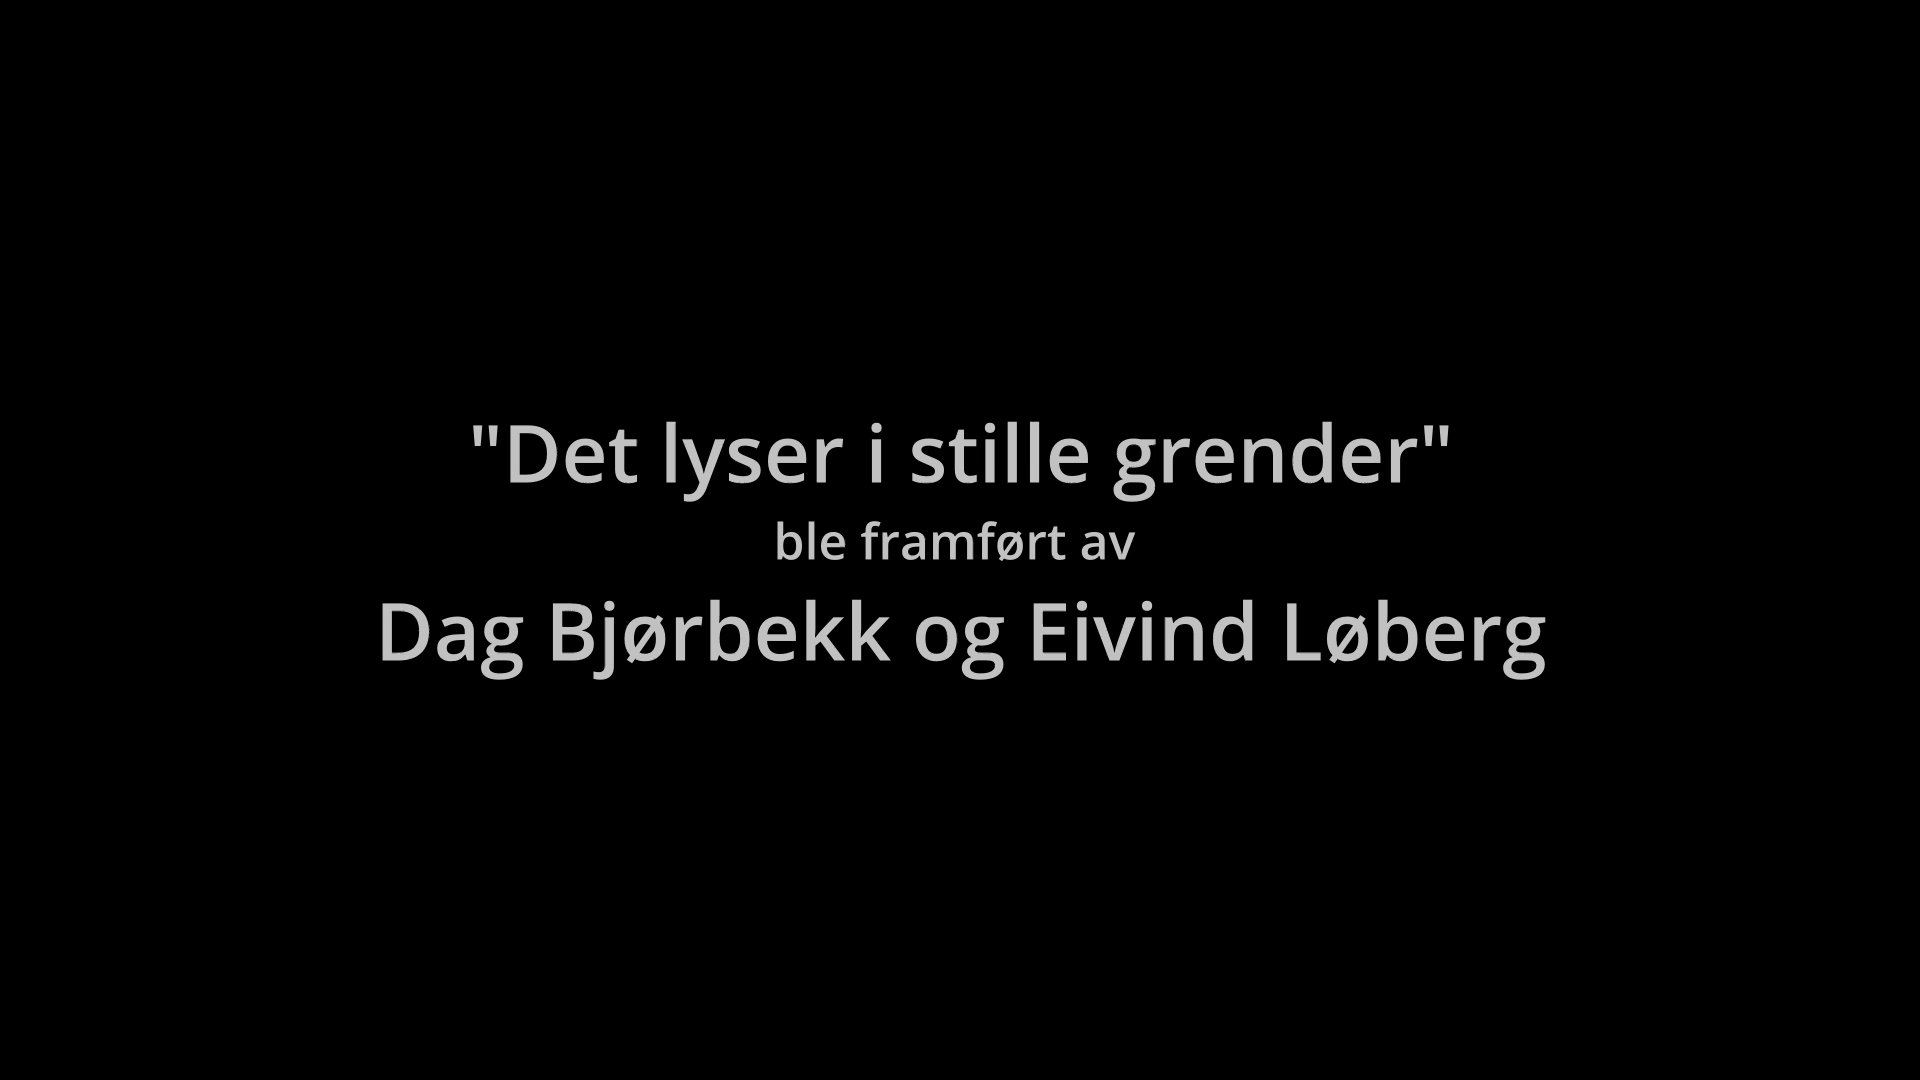 "Det lyser i stille grender"
ble framført av
Dag Bjørbekk og Eivind Løberg